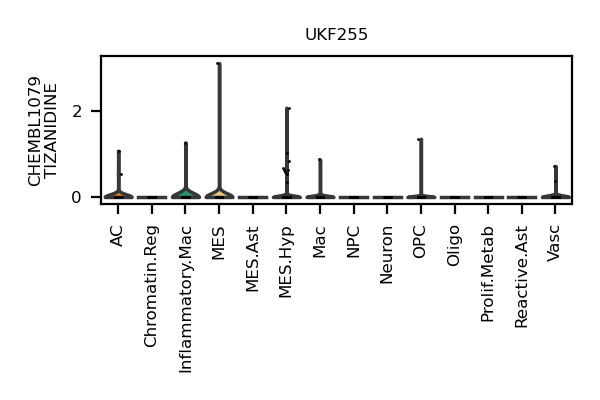 UKF255
CHEMBL1079
TIZANIDINE
2
0
AC
Chromatin.Reg
Inflammatory.Mac
MES
MES.Ast
MES.Hyp
Mac
NPC
Neuron
OPC
Oligo
Prolif.Metab
Reactive.Ast
Vasc